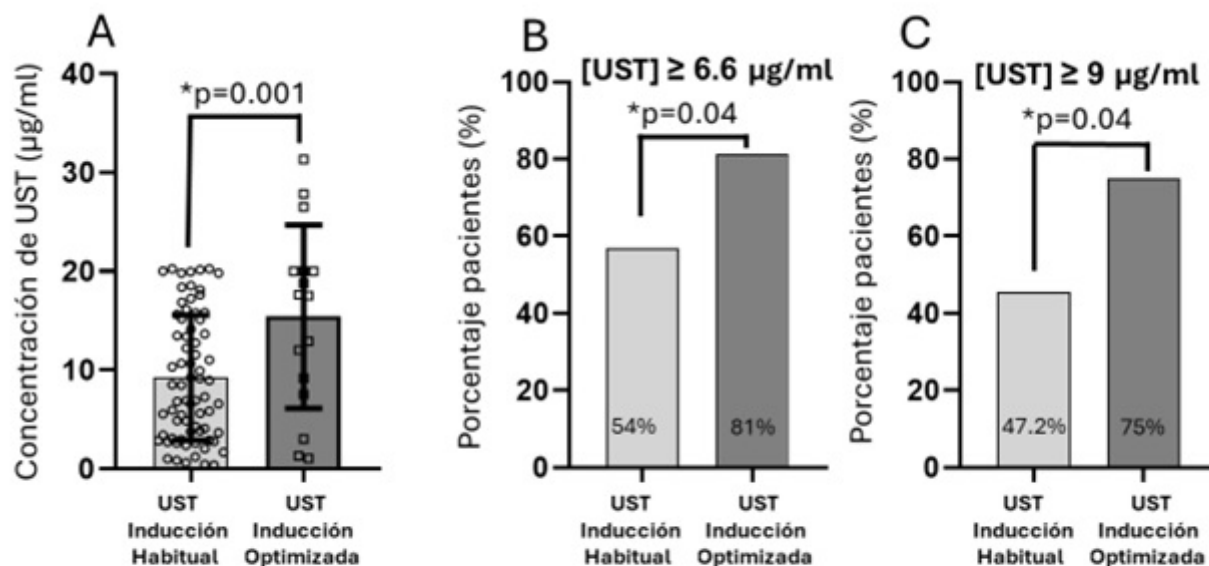 A
Concentración de UST (µg/ml)
40
30
20
10
0
*p=0.001
UST
Inducción
Habitual
UST
Inducción
Optimizada
B
[UST] ≥ 6.6 µg/ml
Porcentaje pacientes (%)
100
80
60
40
20
0
*p=0.04
54%
81%
UST
Inducción
Habitual
UST
Inducción
Optimizada
C
[UST] ≥ 9 µg/ml
Porcentaje pacientes (%)
100
80
60
40
20
0
*p=0.04
47.2%
75%
UST
Inducción
Habitual
UST
Inducción
Optimizada